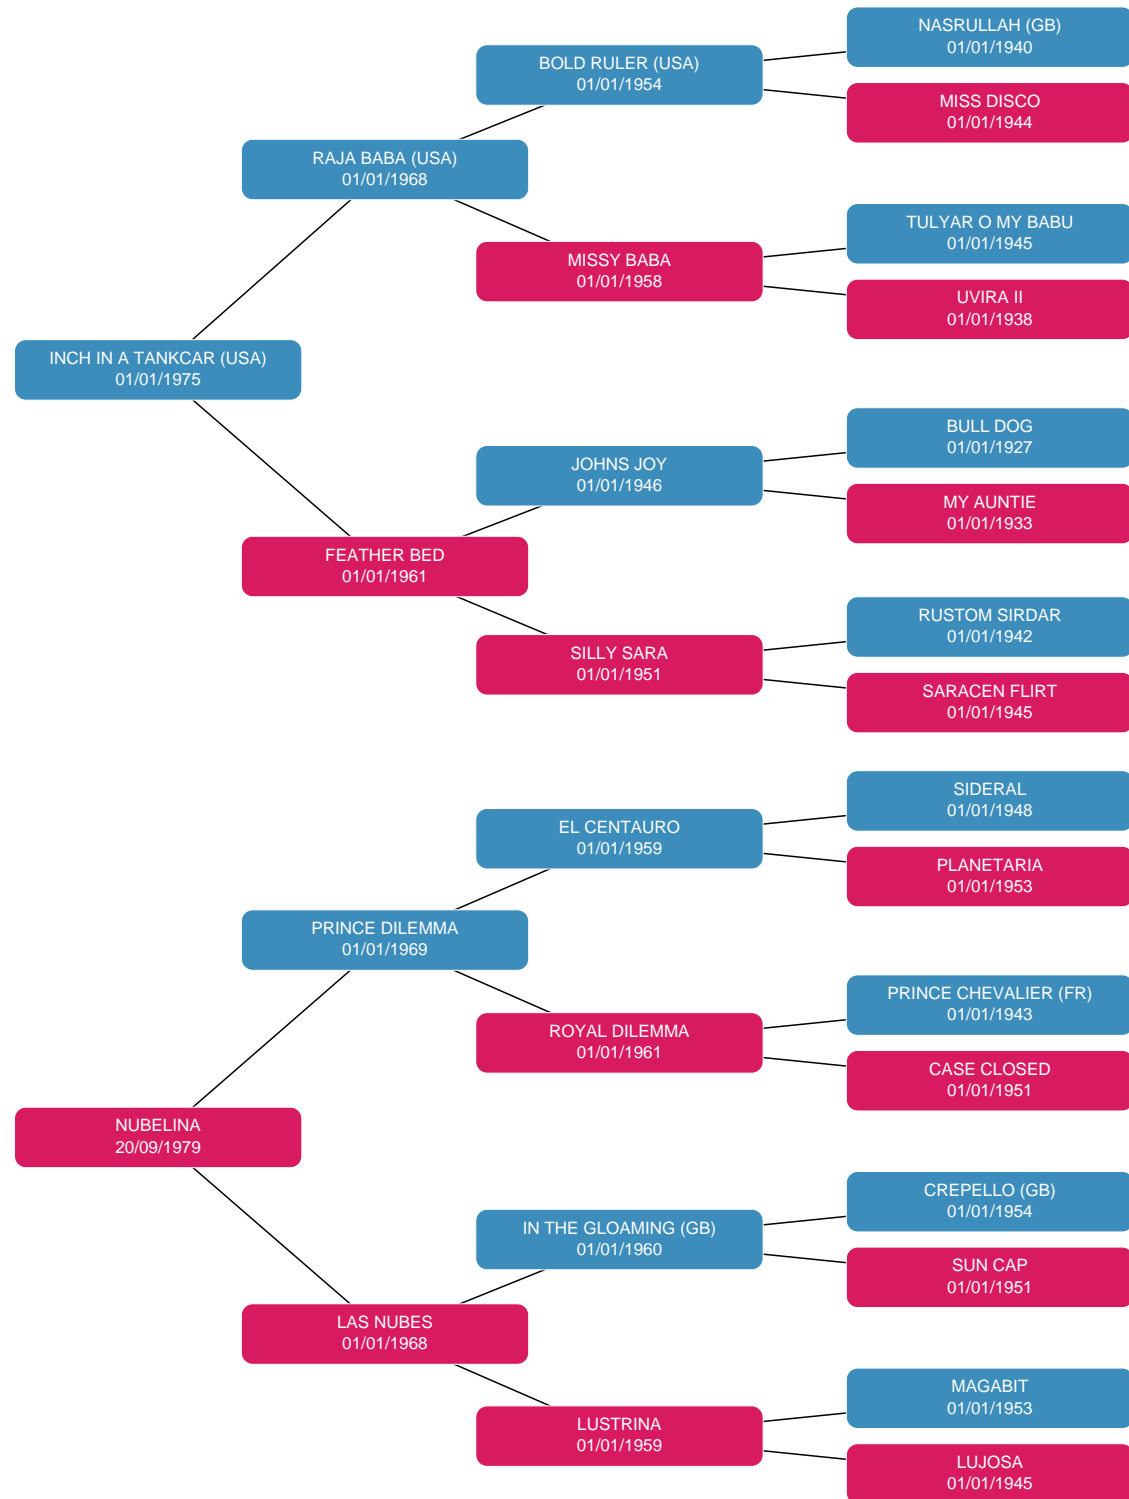 NASRULLAH (GB)
01/01/1940
BOLD RULER (USA)
01/01/1954
MISS DISCO
01/01/1944
RAJA BABA (USA)
01/01/1968
TULYAR O MY BABU
01/01/1945
MISSY BABA
01/01/1958
UVIRA II
01/01/1938
INCH IN A TANKCAR (USA)
01/01/1975
BULL DOG
01/01/1927
JOHNS JOY
01/01/1946
MY AUNTIE
01/01/1933
FEATHER BED
01/01/1961
RUSTOM SIRDAR
01/01/1942
SILLY SARA
01/01/1951
SARACEN FLIRT
01/01/1945
SIDERAL
01/01/1948
EL CENTAURO
01/01/1959
PLANETARIA
01/01/1953
PRINCE DILEMMA
01/01/1969
PRINCE CHEVALIER (FR)
01/01/1943
ROYAL DILEMMA
01/01/1961
CASE CLOSED
01/01/1951
NUBELINA
20/09/1979
CREPELLO (GB)
01/01/1954
IN THE GLOAMING (GB)
01/01/1960
SUN CAP
01/01/1951
LAS NUBES
01/01/1968
MAGABIT
01/01/1953
LUSTRINA
01/01/1959
LUJOSA
01/01/1945